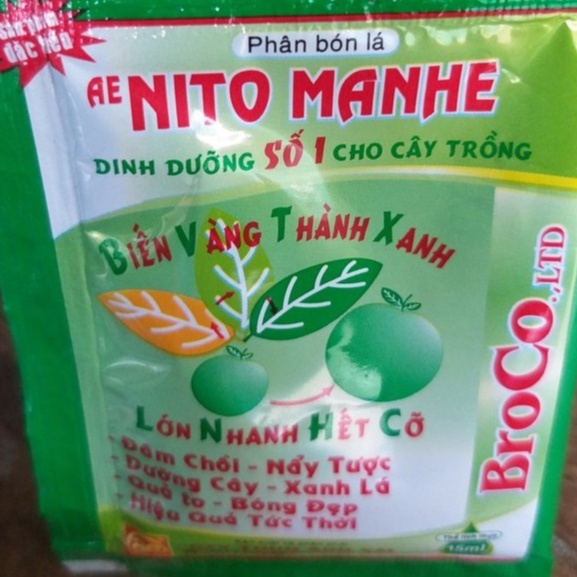 Phân bón lá
AE NITO MANHE
DINH DƯỠNG SỐ 1 CHO CÂY TRỒNG
BIẾN VÀNG THÀNH XANH
LỚN NHANH HẾT CỠ
- Đâm Chồi - Nẩy Tược
- Dưỡng Cây - Xanh Lá
- Quả to - Bóng Đẹp
- Hiệu Quả Tức Thời
BroCo.,LTD
15ml